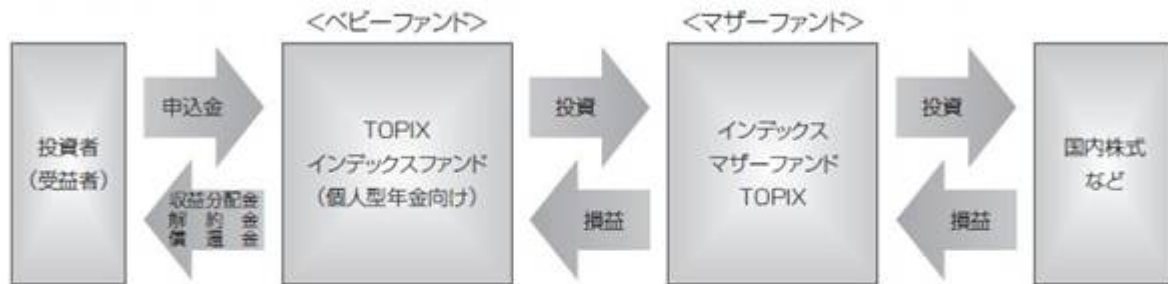 <ベビーファンド>
<マザーファンド>
投資者
(受益者)
申込金
収益分配金
解約金
償還金
TOPIX
インデックスファンド
(個人型年金向け)
投資
損益
インデックス
マザーファンド
TOPIX
投資
損益
国内株式
など